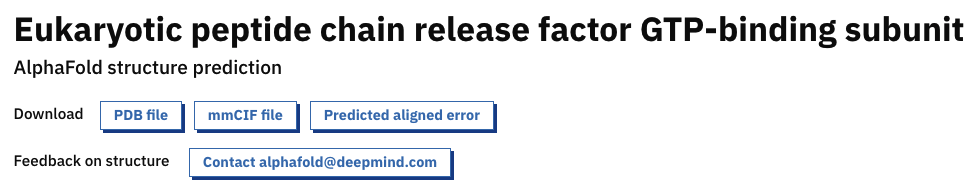 Eukaryotic peptide chain release factor GTP-binding subunit
AlphaFold structure prediction
Download PDB file mmCIF file Predicted aligned error
Feedback on structure Contact alphafold@deepmind.com